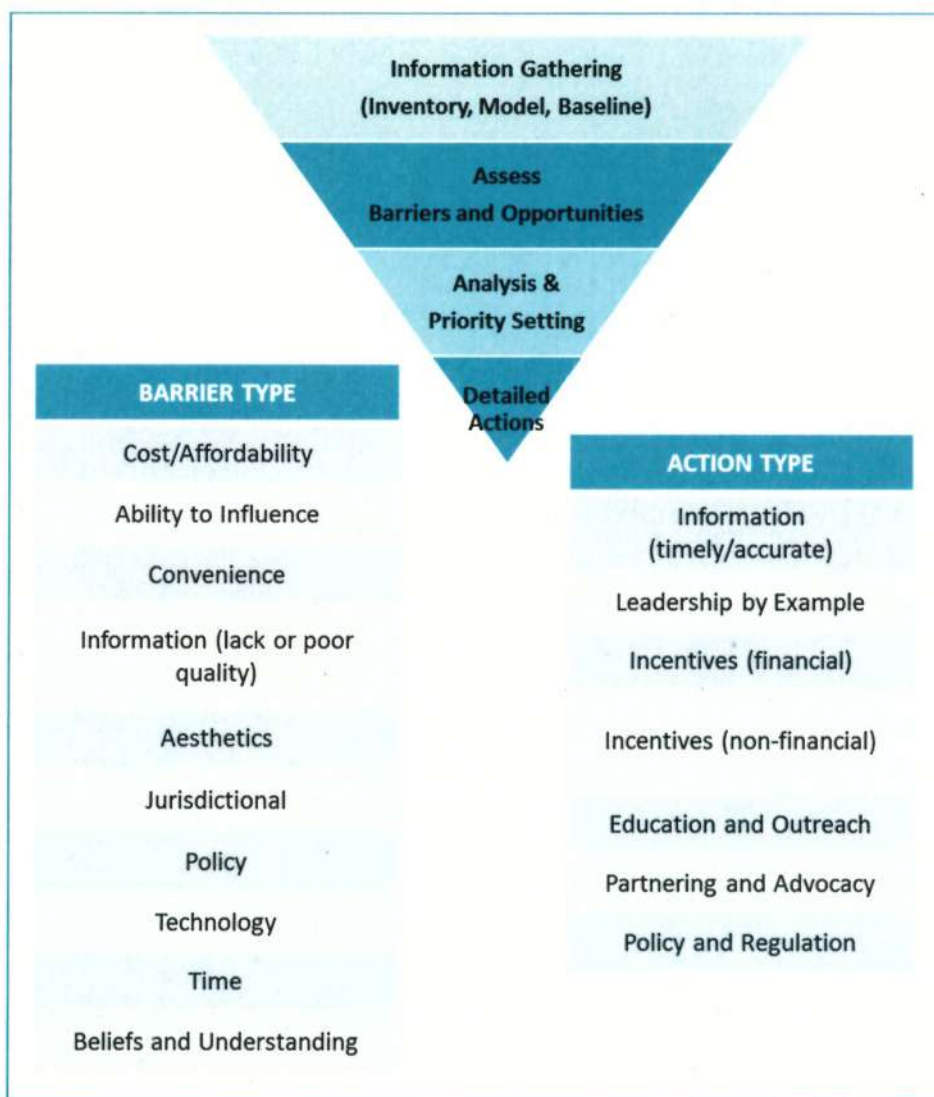 Information Gathering
(Inventory, Model, Baseline)
Assess
Barriers and Opportunities
Analysis &
Priority Setting
Detailed
Actions
BARRIER TYPE
Cost/Affordability
Ability to Influence
Convenience
Information (lack or poor
quality)
Aesthetics
Jurisdictional
Policy
Technology
Time
Beliefs and Understanding
ACTION TYPE
Information
(timely/accurate)
Leadership by Example
Incentives (financial)
Incentives (non-financial)
Education and Outreach
Partnering and Advocacy
Policy and Regulation